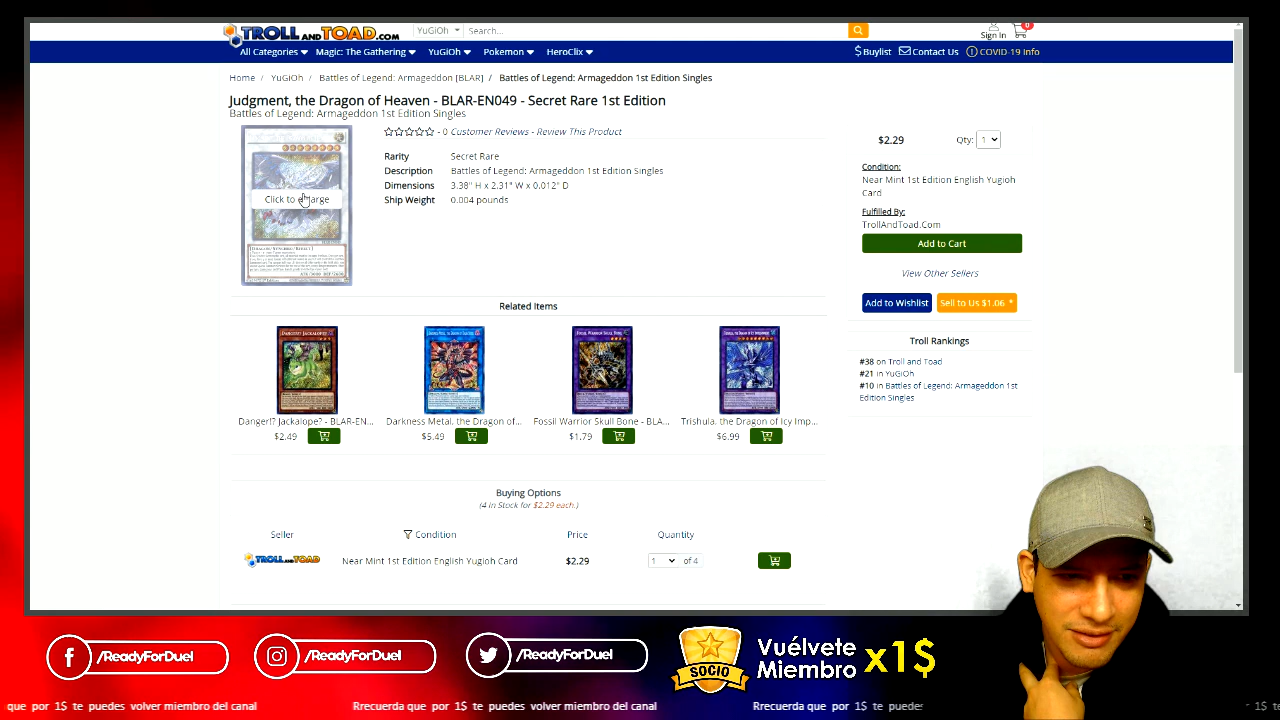 TROLL AND TOAD.COM
YuGiOh
Search...
Sign In
0
All Categories
Magic: The Gathering
YuGiOh
Pokemon
HeroClix
$ Buylist
Contact Us
COVID-19 Info
Home / YuGiOh / Battles of Legend: Armageddon [BLAR] / Battles of Legend: Armageddon 1st Edition Singles
Judgment, the Dragon of Heaven - BLAR-EN049 - Secret Rare 1st Edition
Battles of Legend: Armageddon 1st Edition Singles
Click to enlarge
- 0 Customer Reviews - Review This Product
Rarity Secret Rare
Description Battles of Legend: Armageddon 1st Edition Singles
Dimensions 3.38" H x 2.31" W x 0.012" D
Ship Weight 0.004 pounds
$2.29 Qty: 1
Condition:
Near Mint 1st Edition English Yugioh
Card
Fulfilled By:
TrollAndToad.Com
Add to Cart
View Other Sellers
Add to Wishlist
Sell to Us $1.06 *
Troll Rankings
#38 on Troll and Toad
#21 in YuGiOh
#10 in Battles of Legend: Armageddon 1st
Edition Singles
Related Items
Danger!? Jackalope? - BLAR-EN...
$2.49
Darkness Metal, the Dragon of...
$5.49
Fossil Warrior Skull Bone - BLA...
$1.79
Trishula, the Dragon of Icy Imp...
$6.99
Buying Options
(4 In Stock for $2.29 each.)
Seller Condition Price Quantity
TROLL AND TOAD Near Mint 1st Edition English Yugioh Card $2.29 1 of 4
/ReadyForDuel
/ReadyForDuel
/ReadyForDuel
SOCIO
Vuélvete
Miembro x1$
que por 1$ te puedes volver miembro del canal Rrecuerda que por 1$ te puedes volver miembro del canal Rrecuerda que por 1$ te puede